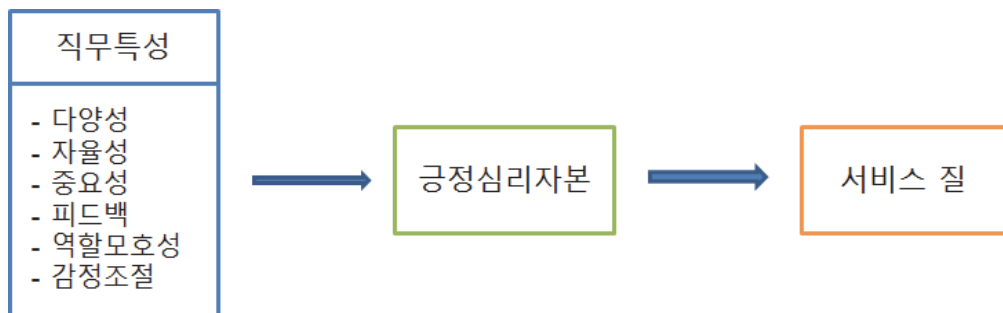 직무특성
- 다양성
- 자율성
- 중요성
- 피드백
- 역할모호성
- 감정조절
긍정심리자본
서비스 질